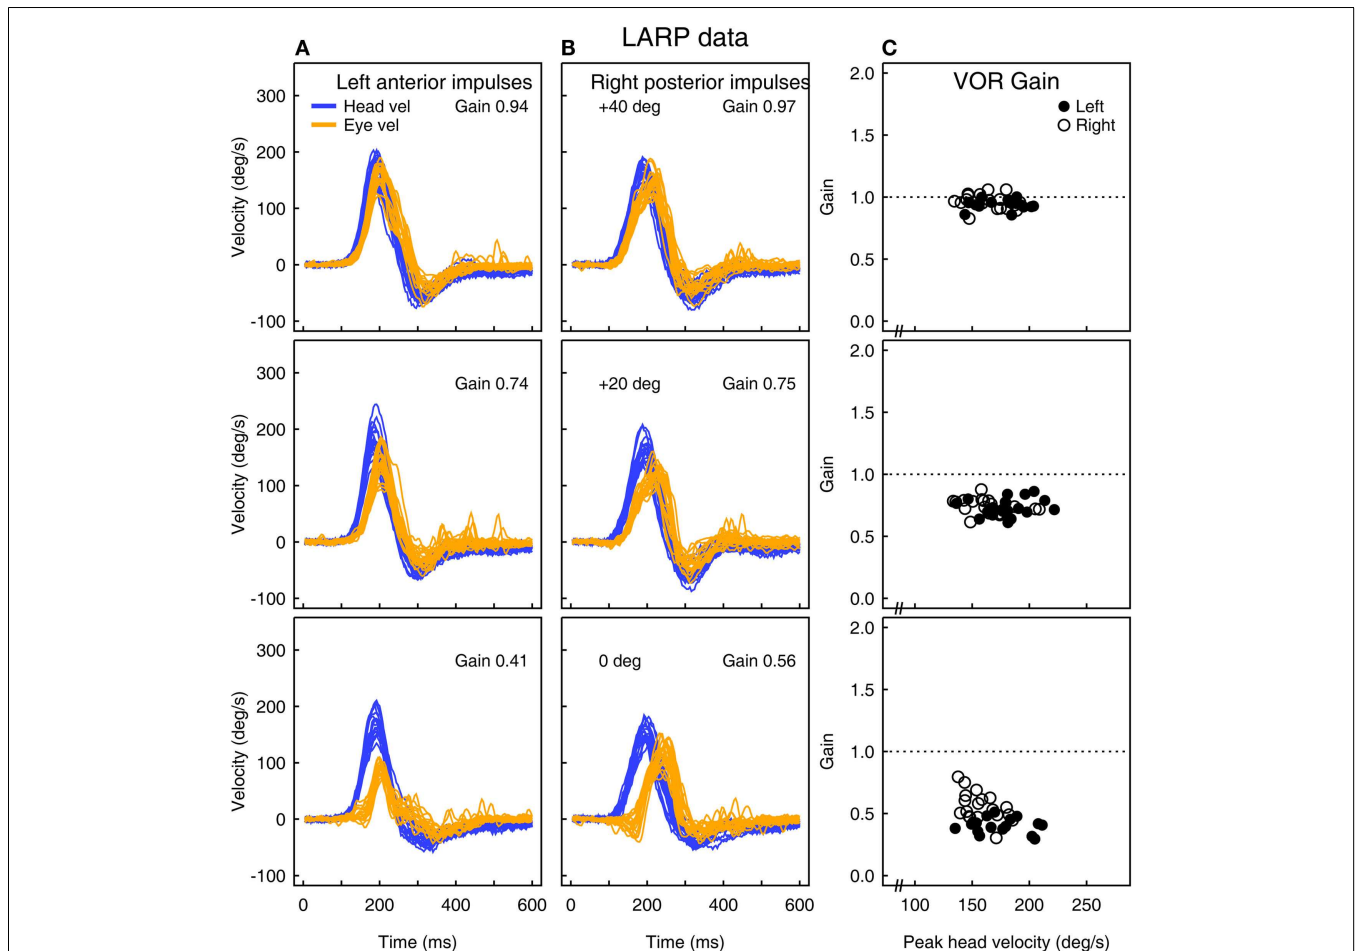 LARP data
A
B
C
Left anterior impulses
Head vel
Gain 0.94
Eye vel
Right posterior impulses
+40 deg
Gain 0.97
VOR Gain
Left
Right
Velocity (deg/s)
300
200
100
0
-100
Gain
2.0
1.5
1.0
0.5
0.0
Gain 0.74
+20 deg
Gain 0.75
Velocity (deg/s)
300
200
100
0
-100
Gain
2.0
1.5
1.0
0.5
0.0
Gain 0.41
0 deg
Gain 0.56
Velocity (deg/s)
300
200
100
0
-100
Gain
2.0
1.5
1.0
0.5
0.0
0 200 400 600
0 200 400 600
100 150 200 250
Time (ms)
Time (ms)
Peak head velocity (deg/s)